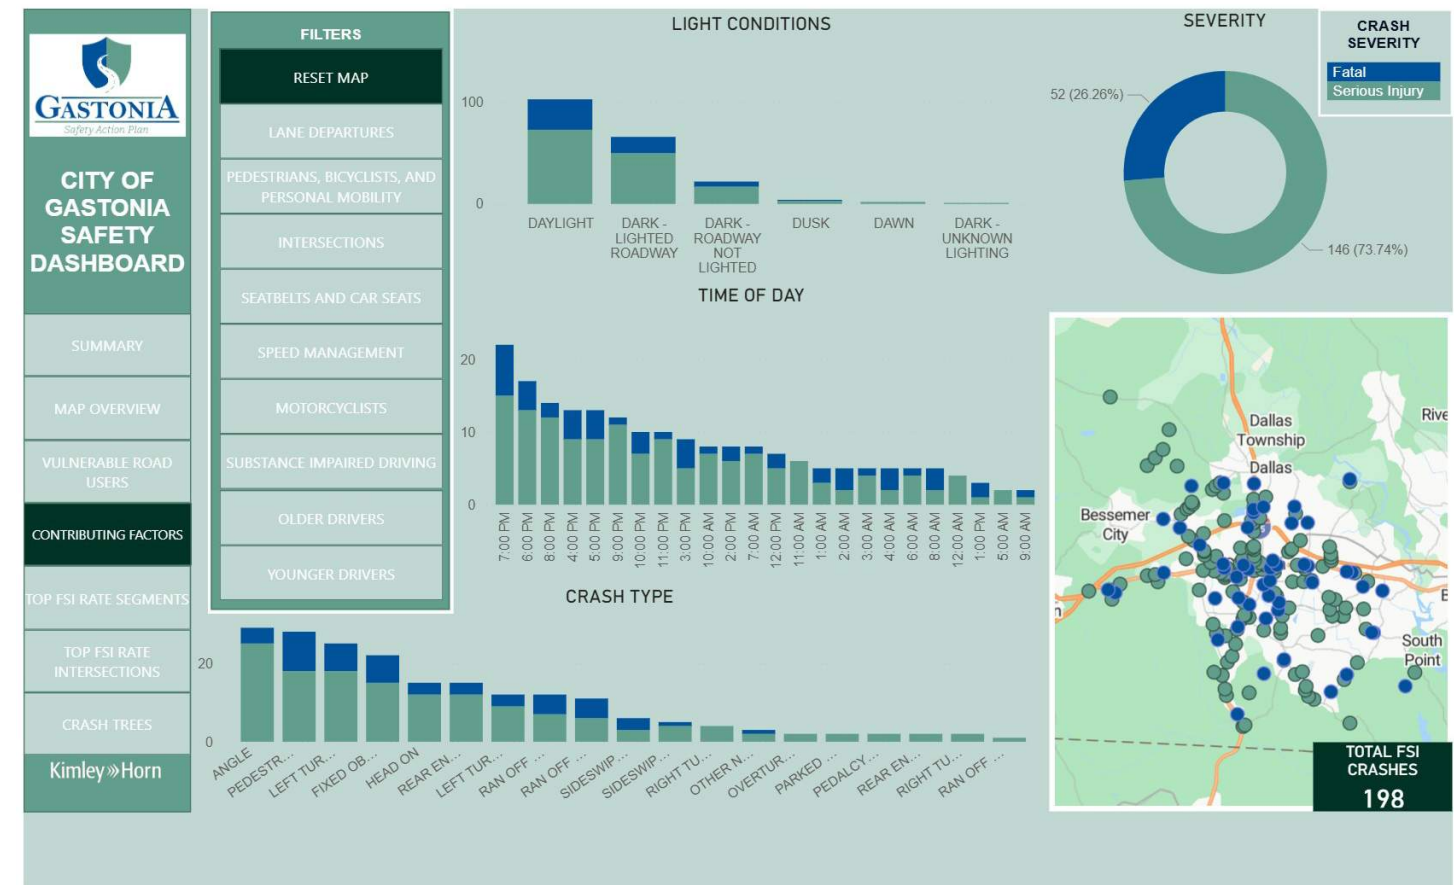 GASTONIA
Safety Action Plan
CITY OF
GASTONIA
SAFETY
DASHBOARD
SUMMARY
MAP OVERVIEW
VULNERABLE ROAD
USERS
CONTRIBUTING FACTORS
TOP FSI RATE SEGMENTS
TOP FSI RATE
INTERSECTIONS
CRASH TREES
Kimley»Horn
FILTERS
RESET MAP
LANE DEPARTURES
PEDESTRIANS, BICYCLISTS, AND
PERSONAL MOBILITY
INTERSECTIONS
SEATBELTS AND CAR SEATS
SPEED MANAGEMENT
MOTORCYCLISTS
SUBSTANCE IMPAIRED DRIVING
OLDER DRIVERS
YOUNGER DRIVERS
LIGHT CONDITIONS
100
0
DAYLIGHT
DARK -
LIGHTED
ROADWAY
DARK -
ROADWAY
NOT
LIGHTED
DUSK
DAWN
DARK -
UNKNOWN
LIGHTING
TIME OF DAY
20
10
0
7:00 PM
6:00 PM
8:00 PM
4:00 PM
5:00 PM
9:00 PM
10:00 PM
11:00 PM
3:00 PM
10:00 AM
2:00 PM
7:00 AM
12:00 PM
11:00 AM
1:00 AM
2:00 AM
3:00 AM
4:00 AM
6:00 AM
8:00 AM
12:00 AM
1:00 PM
5:00 AM
9:00 AM
CRASH TYPE
20
0
ANGLE
PEDESTR...
LEFT TUR...
FIXED OB...
HEAD ON
REAR EN...
LEFT TUR...
RAN OFF ...
RAN OFF ...
SIDESWIP...
SIDESWIP...
RIGHT TU...
OTHER N...
OVERTUR...
PARKED ...
PEDALCY...
REAR EN...
RIGHT TU...
RAN OFF ...
SEVERITY
52 (26.26%)
146 (73.74%)
CRASH
SEVERITY
Fatal
Serious Injury
Dallas
Township
Dallas
Rive
Bessemer
City
South
Point
TOTAL FSI
CRASHES
198